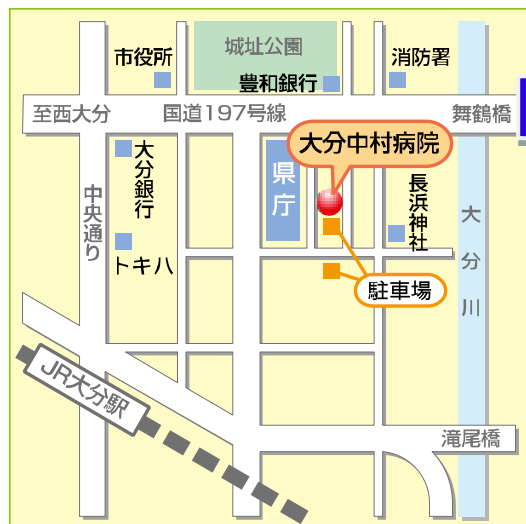 城址公園
市役所
消防署
豊和銀行
至西大分
国道197号線
舞鶴橋
大分中村病院
大分銀行
県庁
長浜神社
中央通り
大分川
トキハ
駐車場
JR大分駅
滝尾橋